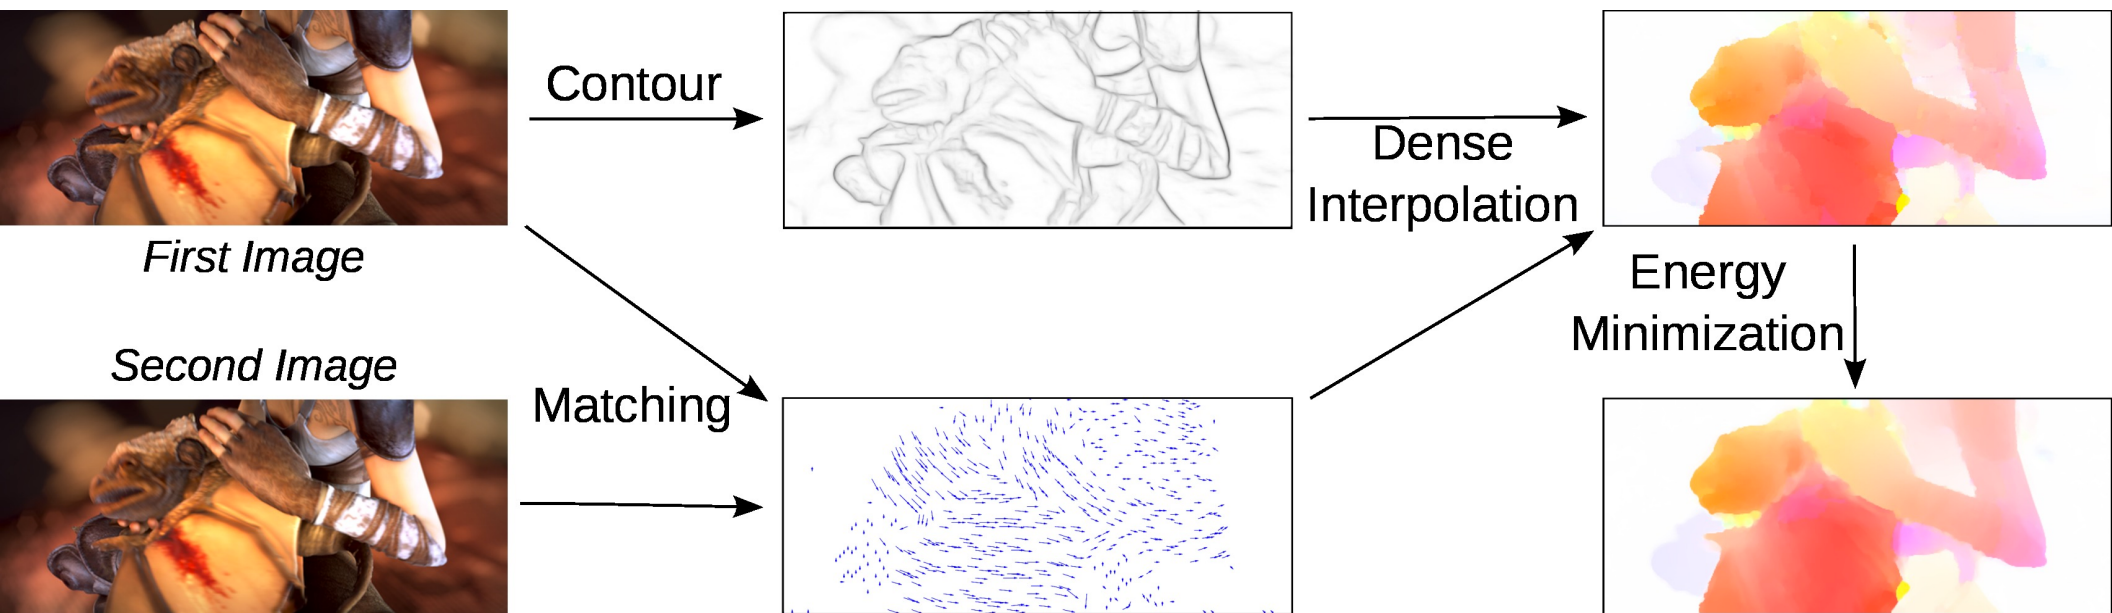 Contour
First Image
Second Image
Matching
Dense
Interpolation
Energy
Minimization